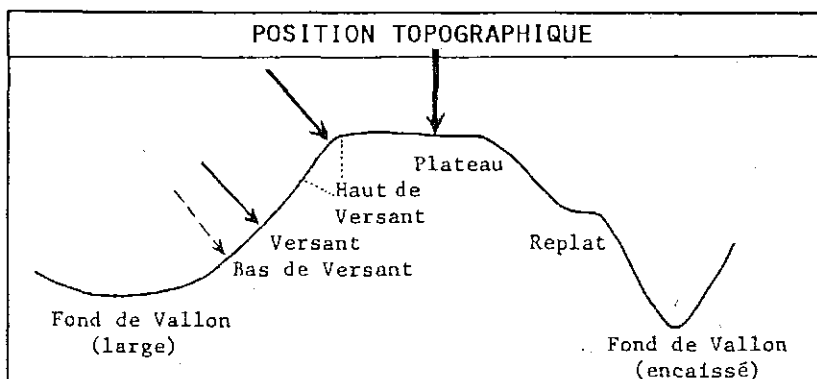 POSITION TOPOGRAPHIQUE
Plateau
Haut de
Versant
Versant
Replat
Bas de Versant
Fond de Vallon
(large)
Fond de Vallon
(encaissé)